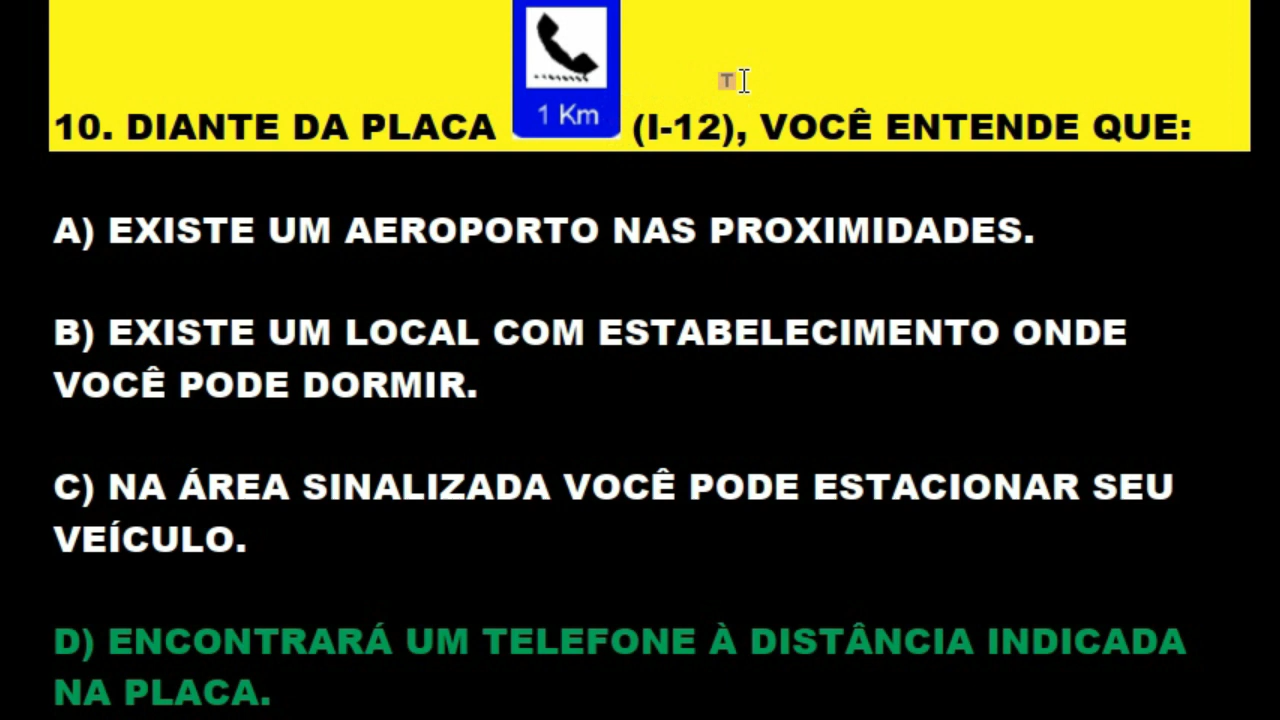 1 Km
10. DIANTE DA PLACA (I-12), VOCÊ ENTENDE QUE:
A) EXISTE UM AEROPORTO NAS PROXIMIDADES.
B) EXISTE UM LOCAL COM ESTABELECIMENTO ONDE
VOCÊ PODE DORMIR.
C) NA ÁREA SINALIZADA VOCÊ PODE ESTACIONAR SEU
VEÍCULO.
D) ENCONTRARÁ UM TELEFONE À DISTÂNCIA INDICADA
NA PLACA.